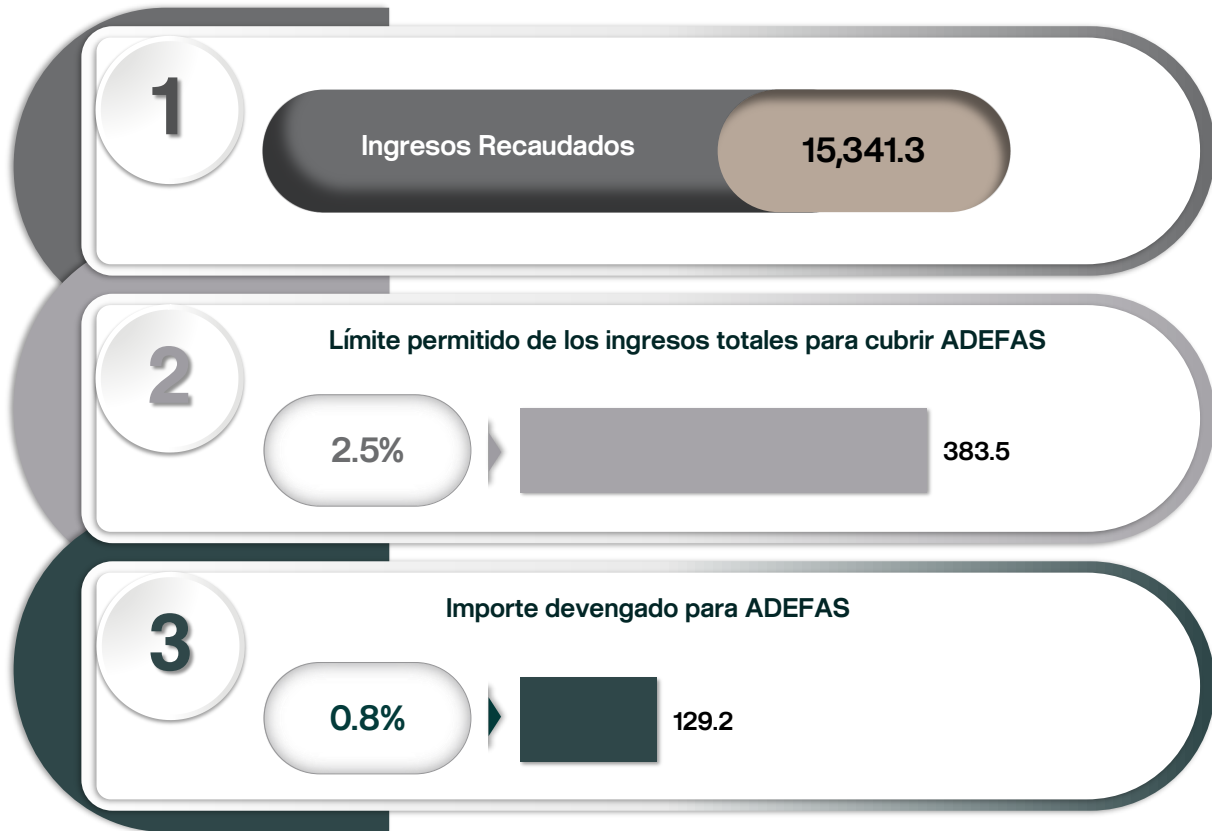 1
Ingresos Recaudados
15,341.3
2
Límite permitido de los ingresos totales para cubrir ADEFAS
2.5%
383.5
3
Importe devengado para ADEFAS
0.8%
129.2